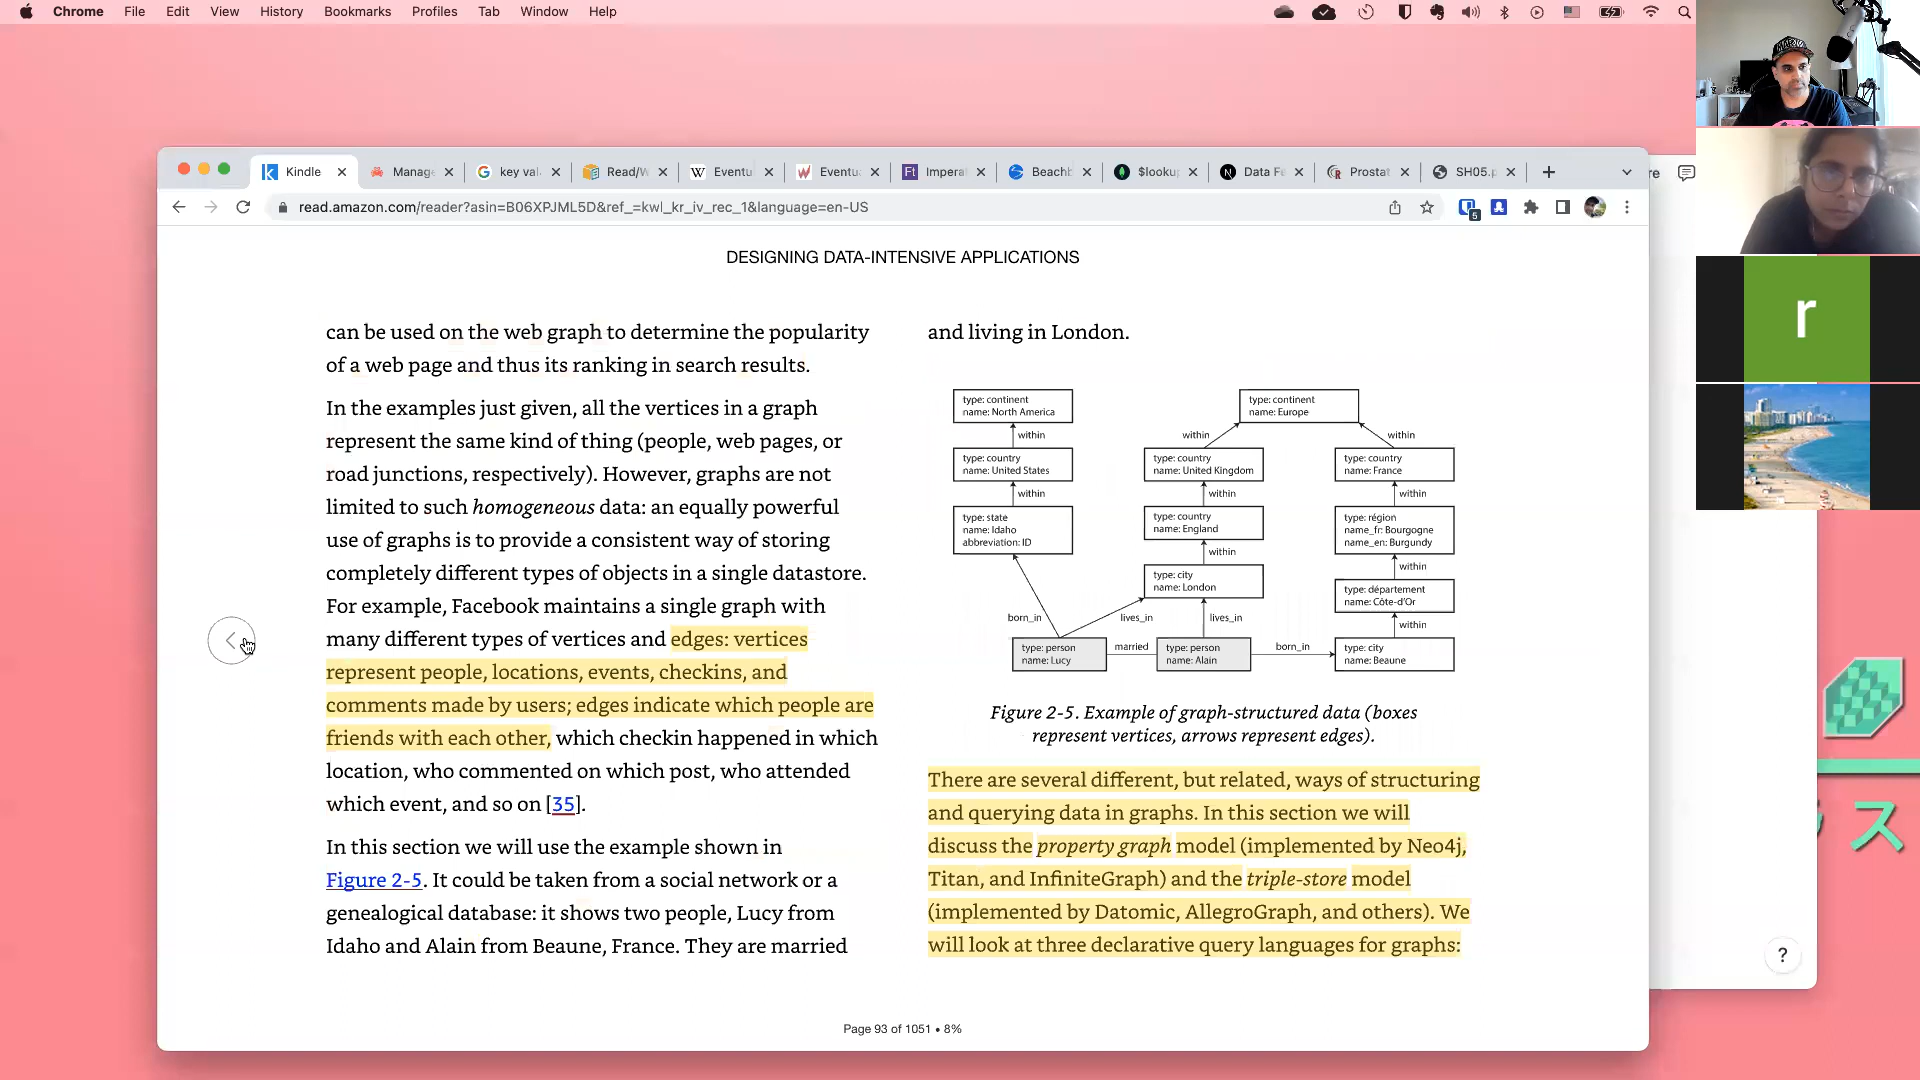 Chrome File Edit View History Bookmarks Profiles Tab Window Help
Kindle
Manage
key val
Read/W
Eventu
Eventu
Imperia
Beachb
$looku
Data Fe
Prostat
SH05.p
re
read.amazon.com/reader?asin=B06XPJML5D&ref_=kwl_kr_iv_rec_1&language=en-US
5
DESIGNING DATA-INTENSIVE APPLICATIONS
can be used on the web graph to determine the popularity
of a web page and thus its ranking in search results.
In the examples just given, all the vertices in a graph
represent the same kind of thing (people, web pages, or
road junctions, respectively). However, graphs are not
limited to such homogeneous data: an equally powerful
use of graphs is to provide a consistent way of storing
completely different types of objects in a single datastore.
For example, Facebook maintains a single graph with
many different types of vertices and edges: vertices
represent people, locations, events, checkins, and
comments made by users; edges indicate which people are
friends with each other, which checkin happened in which
location, who commented on which post, who attended
which event, and so on [35].
In this section we will use the example shown in
Figure 2-5. It could be taken from a social network or a
genealogical database: it shows two people, Lucy from
Idaho and Alain from Beaune, France. They are married
and living in London.
type: continent
name: North America
type: continent
name: Europe
within
within
within
type: country
name: United States
type: country
name: United Kingdom
type: country
name: France
within
within
within
type: state
name: Idaho
abbreviation: ID
type: country
name: England
type: région
name_fr: Bourgogne
name_en: Burgundy
within
within
type: city
name: London
type: département
name: Côte-d'Or
born_in
lives_in
lives_in
within
type: person
name: Lucy
married
type: person
name: Alain
born_in
type: city
name: Beaune
Figure 2-5. Example of graph-structured data (boxes
represent vertices, arrows represent edges).
There are several different, but related, ways of structuring
and querying data in graphs. In this section we will
discuss the property graph model (implemented by Neo4j,
Titan, and InfiniteGraph) and the triple-store model
(implemented by Datomic, AllegroGraph, and others). We
will look at three declarative query languages for graphs:
Page 93 of 1051 • 8%
?
r
ス